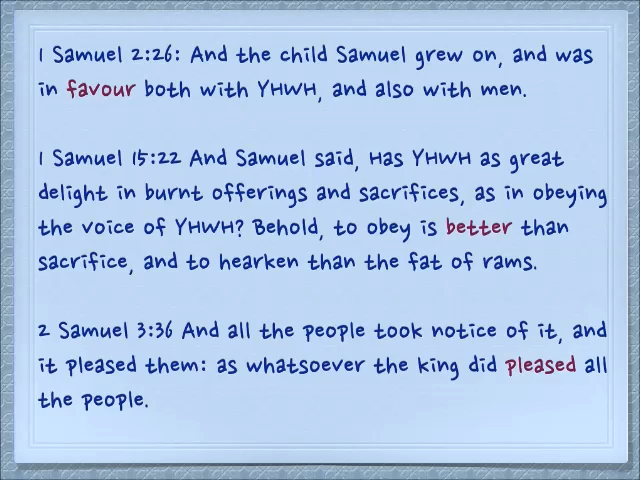 1 Samuel 2:26: And the child Samuel grew on, and was
in favour both with YHWH, and also with men.
1 Samuel 15:22 And Samuel said, Has YHWH as great
delight in burnt offerings and sacrifices, as in obeying
the voice of YHWH? Behold, to obey is better than
sacrifice, and to hearken than the fat of rams.
2 Samuel 3:36 And all the people took notice of it, and
it pleased them: as whatsoever the king did pleased all
the people.